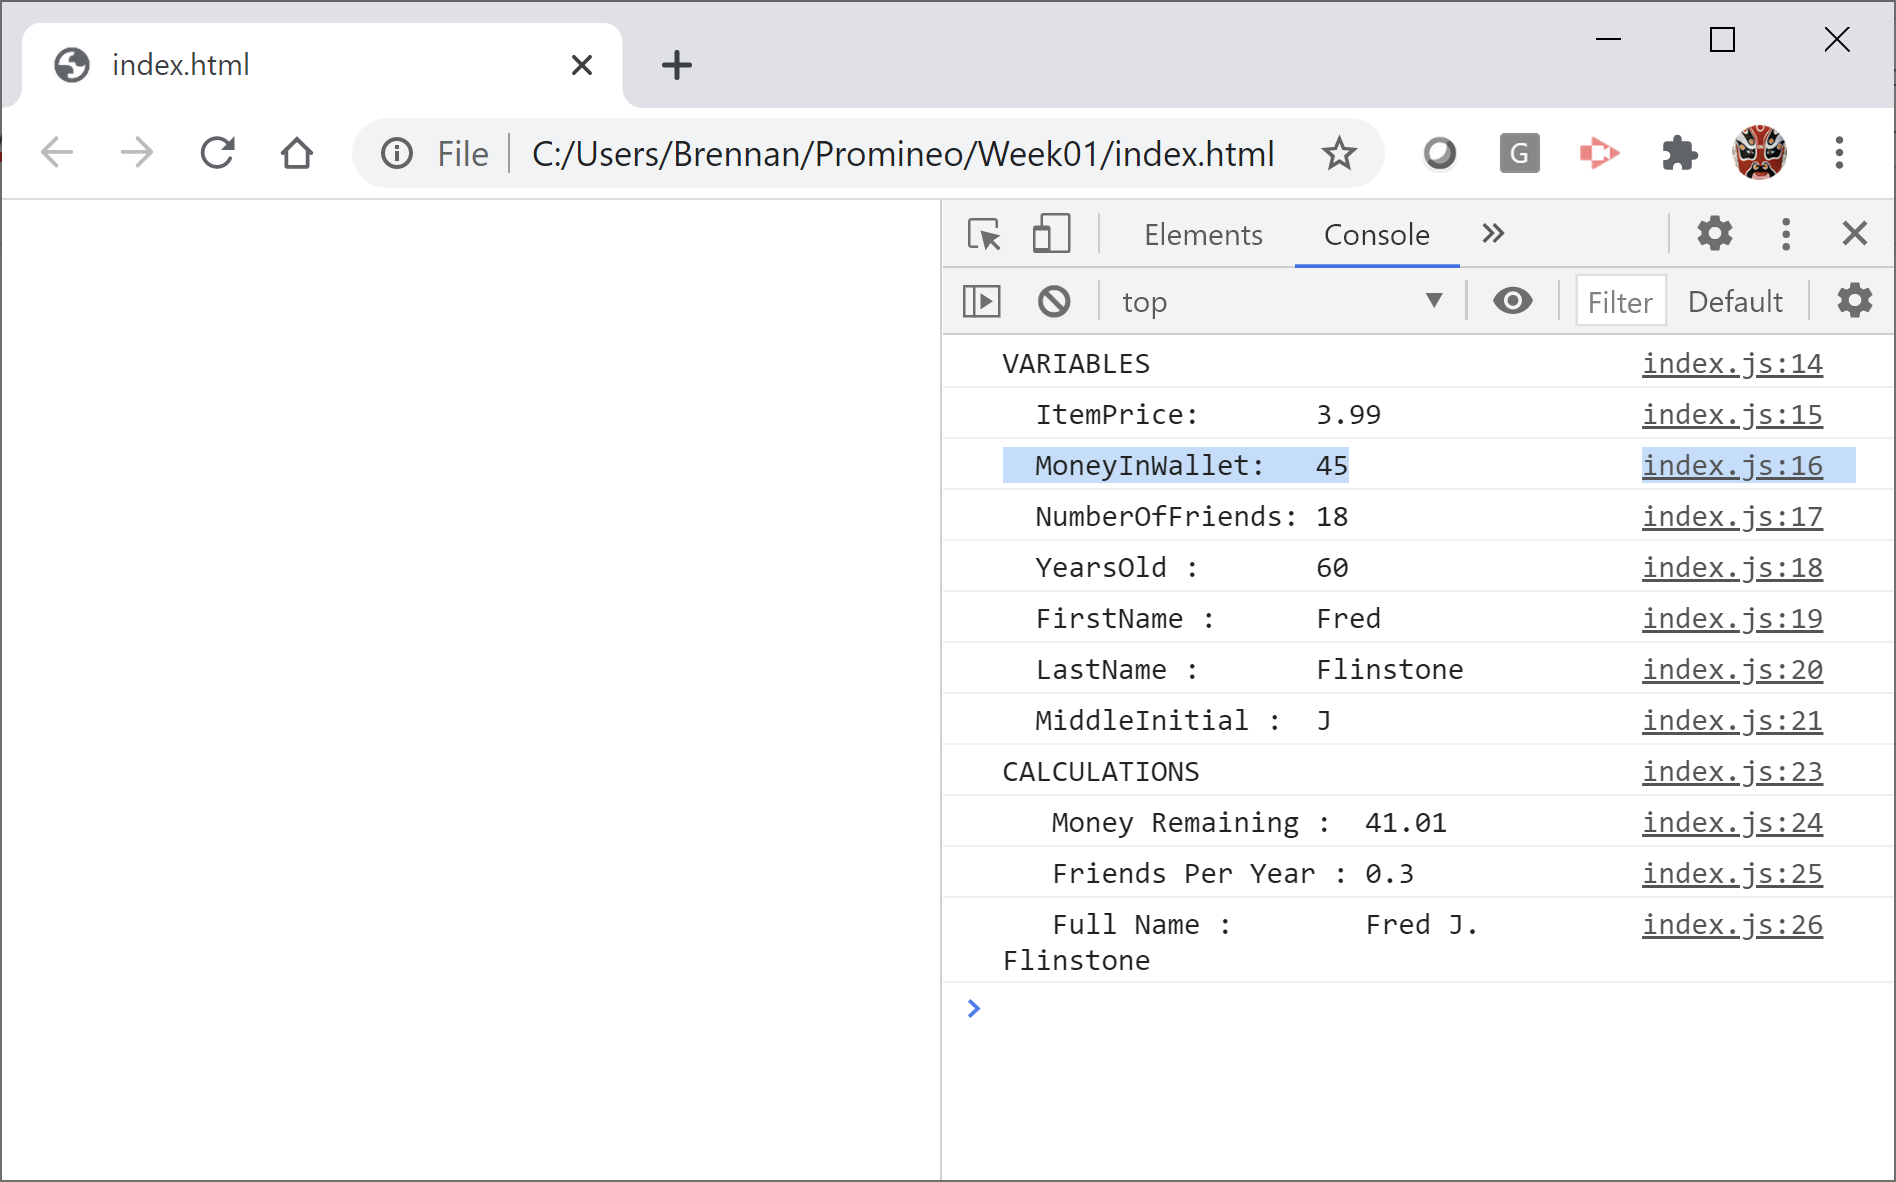 index.html
File C:/Users/Brennan/Promineo/Week01/index.html G
Elements Console
top Filter Default
VARIABLES index.js:14
ItemPrice: 3.99 index.js:15
MoneyInWallet: 45 index.js:16
NumberOfFriends: 18 index.js:17
YearsOld : 60 index.js:18
FirstName : Fred index.js:19
LastName : Flinstone index.js:20
MiddleInitial : J index.js:21
CALCULATIONS index.js:23
Money Remaining : 41.01 index.js:24
Friends Per Year : 0.3 index.js:25
Full Name : Fred J. index.js:26
Flinstone